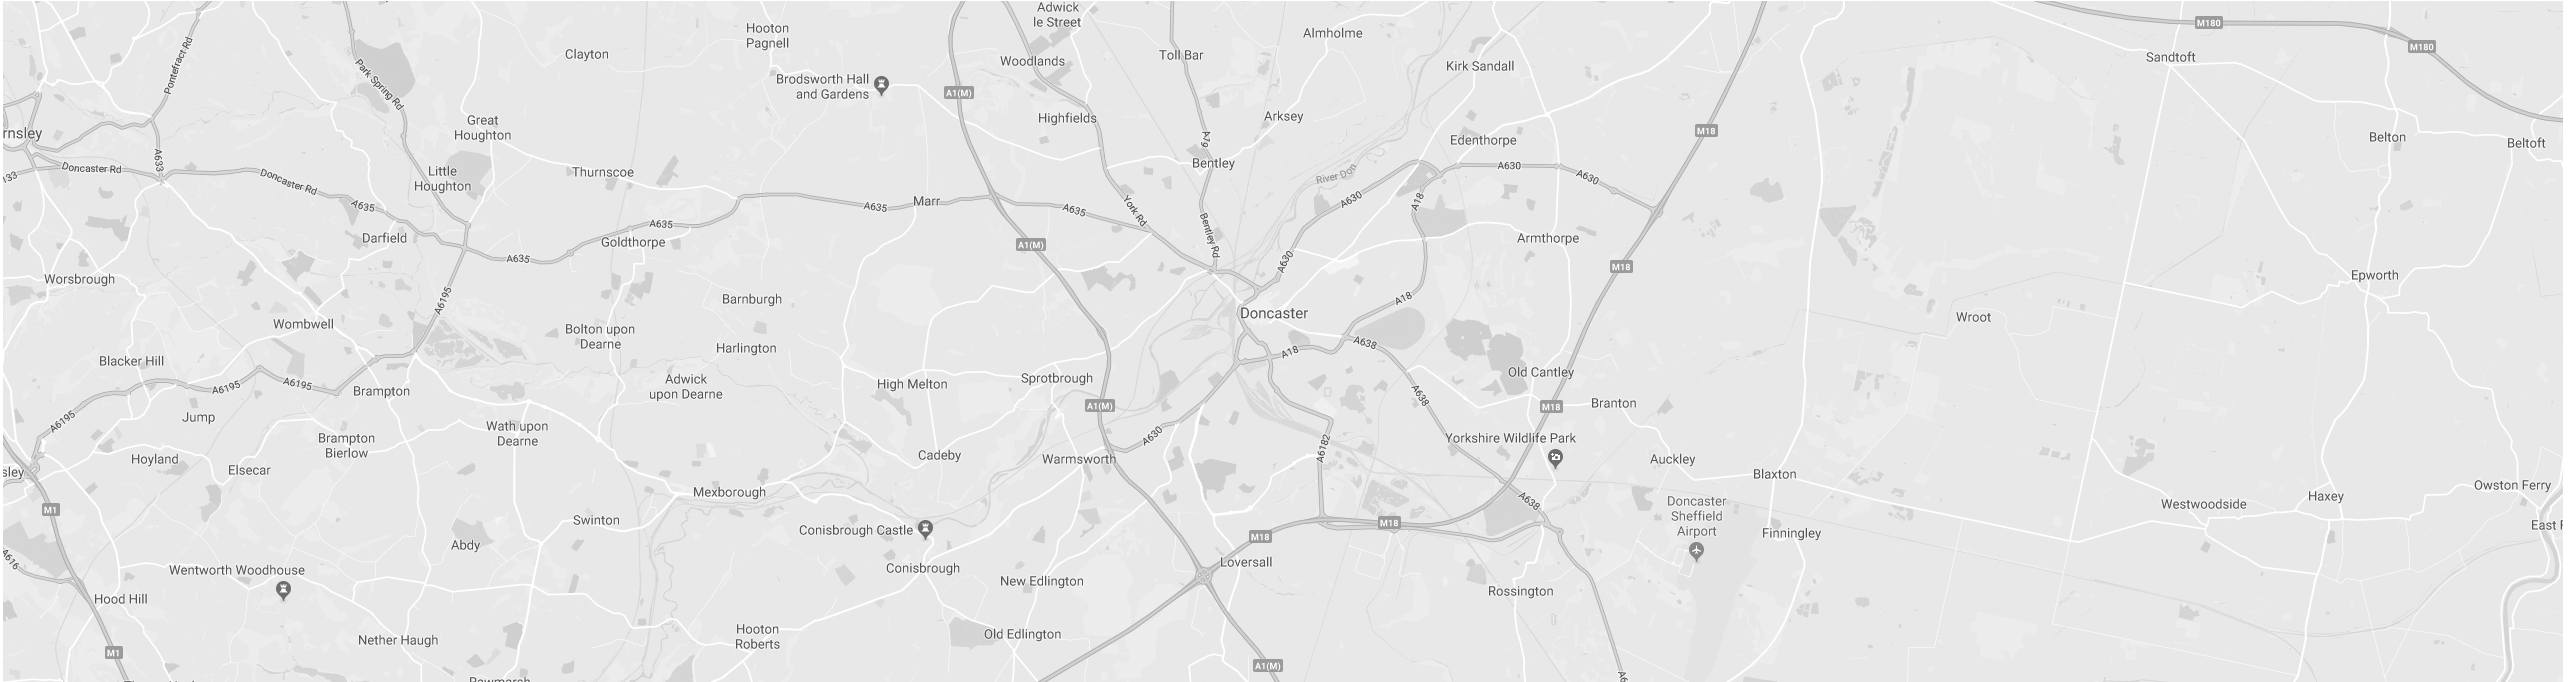 Adwick
le Street
M180
Hooton
Pagnell
Almholme
M180
Clayton
Toll Bar
Sandtoft
Woodlands
Kirk Sandall
Pontefract Rd
Park Spring Rd
Brodsworth Hall
and Gardens
A1(M)
Highfields
Arksey
Great
Houghton
rnsley
M18
Edenthorpe
Belton
Beltoft
A19
A633
Doncaster Rd
133
Little
Houghton
Thurnscoe
Bentley
River Don
A630
A630
Doncaster Rd
A635
A635
Marr
A635
York Rd
A630
A18
A635
Bentley Rd
Darfield
Goldthorpe
A1(M)
Armthorpe
A635
A630
M18
Worsbrough
Epworth
A6195
Barnburgh
A18
Doncaster
Wroot
Wombwell
Bolton upon
Dearne
Harlington
A638
A18
Blacker Hill
Old Cantley
Adwick
upon Dearne
High Melton
Sprotbrough
A6195
A6195
Brampton
A638
A1(M)
M18
Branton
A6195
Jump
Wath upon
Dearne
Brampton
Bierlow
A630
A6182
Yorkshire Wildlife Park
Hoyland
Elsecar
Cadeby
Warmsworth
Auckley
Blaxton
sley
Mexborough
Owston Ferry
Haxey
Westwoodside
A638
Doncaster
Sheffield
Airport
M1
Swinton
Conisbrough Castle
M18
M18
Finningley
East F
Abdy
A616
Wentworth Woodhouse
Conisbrough
Loversall
New Edlington
Rossington
Hood Hill
Nether Haugh
Hooton
Roberts
Old Edlington
M1
A1(M)
A6
Rawmarsh